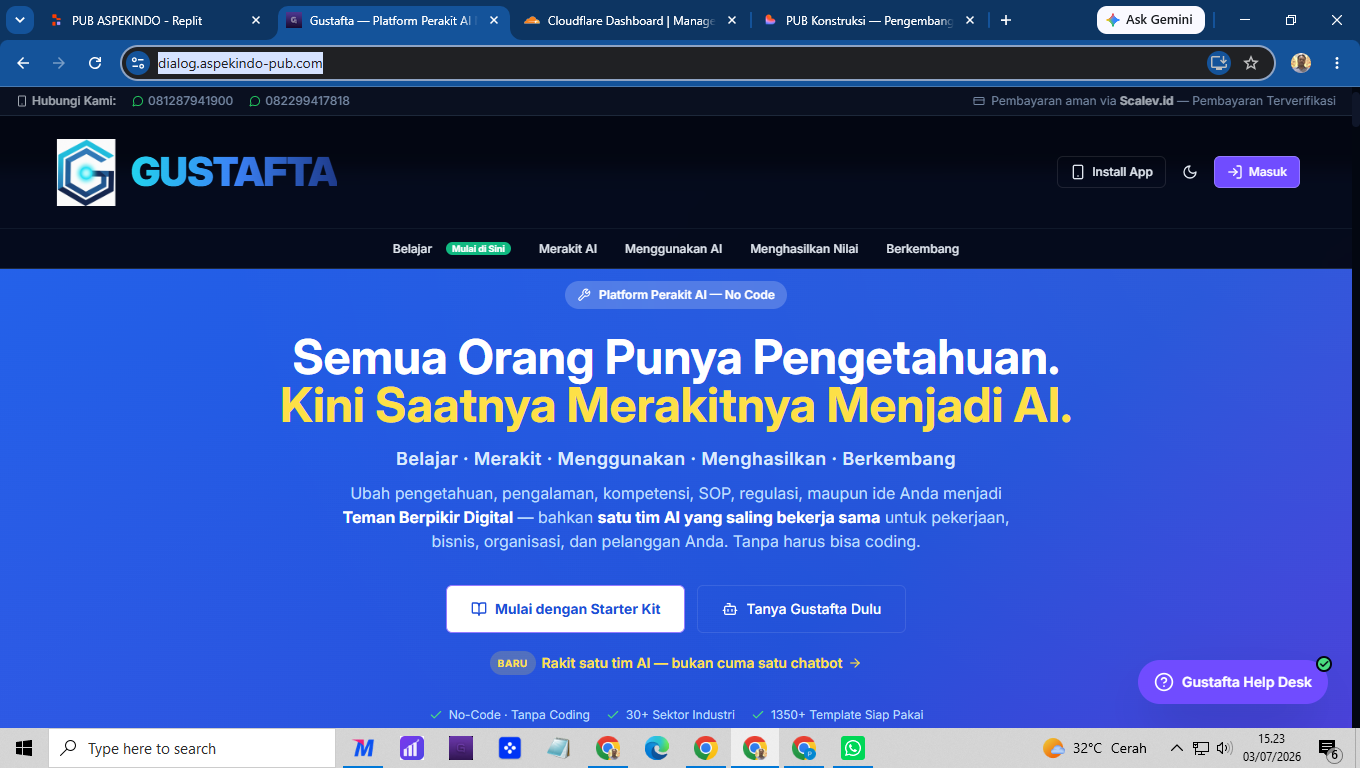 PUB ASPEKINDO - Replit
Gustafta — Platform Perakit AI
Cloudflare Dashboard | Manage
PUB Konstruksi — Pengembang
Ask Gemini
dialog.aspekindo-pub.com
Hubungi Kami: 081287941900 082299417818
Pembayaran aman via Scalev.id — Pembayaran Terverifikasi
GUSTAFTA
Install App
Masuk
Belajar Mulai di Sini Merakit AI Menggunakan AI Menghasilkan Nilai Berkembang
Platform Perakit AI — No Code
Semua Orang Punya Pengetahuan.
Kini Saatnya Merakitnya Menjadi AI.
Belajar · Merakit · Menggunakan · Menghasilkan · Berkembang
Ubah pengetahuan, pengalaman, kompetensi, SOP, regulasi, maupun ide Anda menjadi
Teman Berpikir Digital — bahkan satu tim AI yang saling bekerja sama untuk pekerjaan,
bisnis, organisasi, dan pelanggan Anda. Tanpa harus bisa coding.
Mulai dengan Starter Kit
Tanya Gustafta Dulu
BARU Rakit satu tim AI — bukan cuma satu chatbot →
Gustafta Help Desk
No-Code · Tanpa Coding 30+ Sektor Industri 1350+ Template Siap Pakai
Type here to search
32°C Cerah
15.23
03/07/2026
6